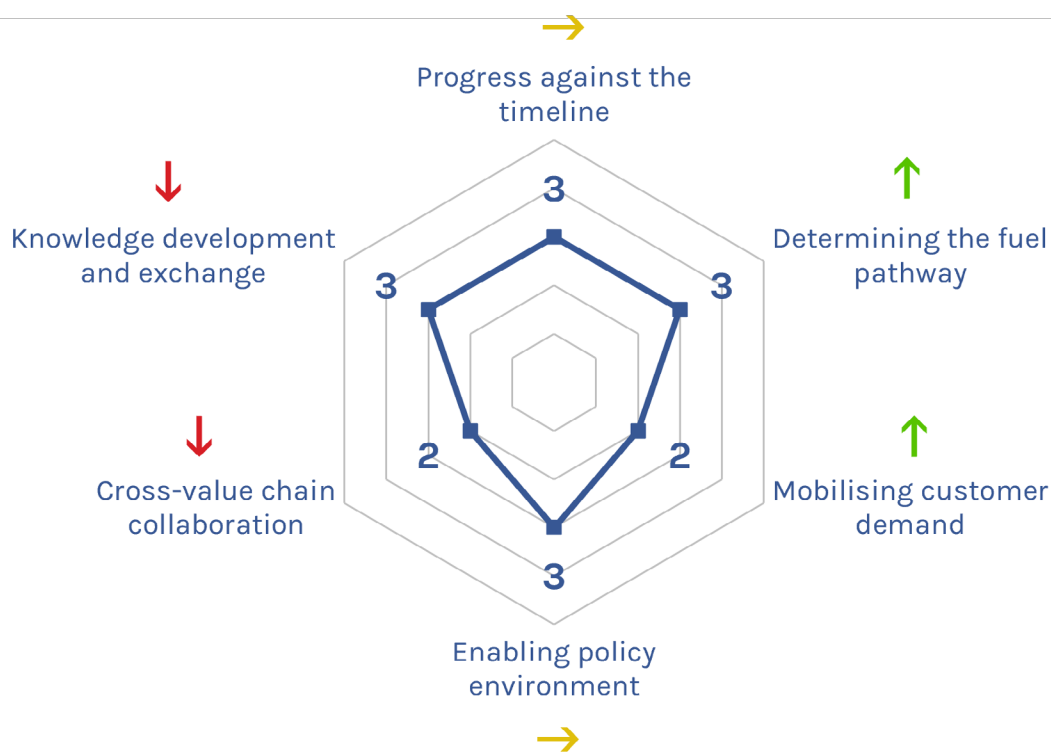 Progress against the
timeline
3
Knowledge development
and exchange
Determining the fuel
pathway
3
3
2
2
Cross-value chain
collaboration
Mobilising customer
demand
3
Enabling policy
environment